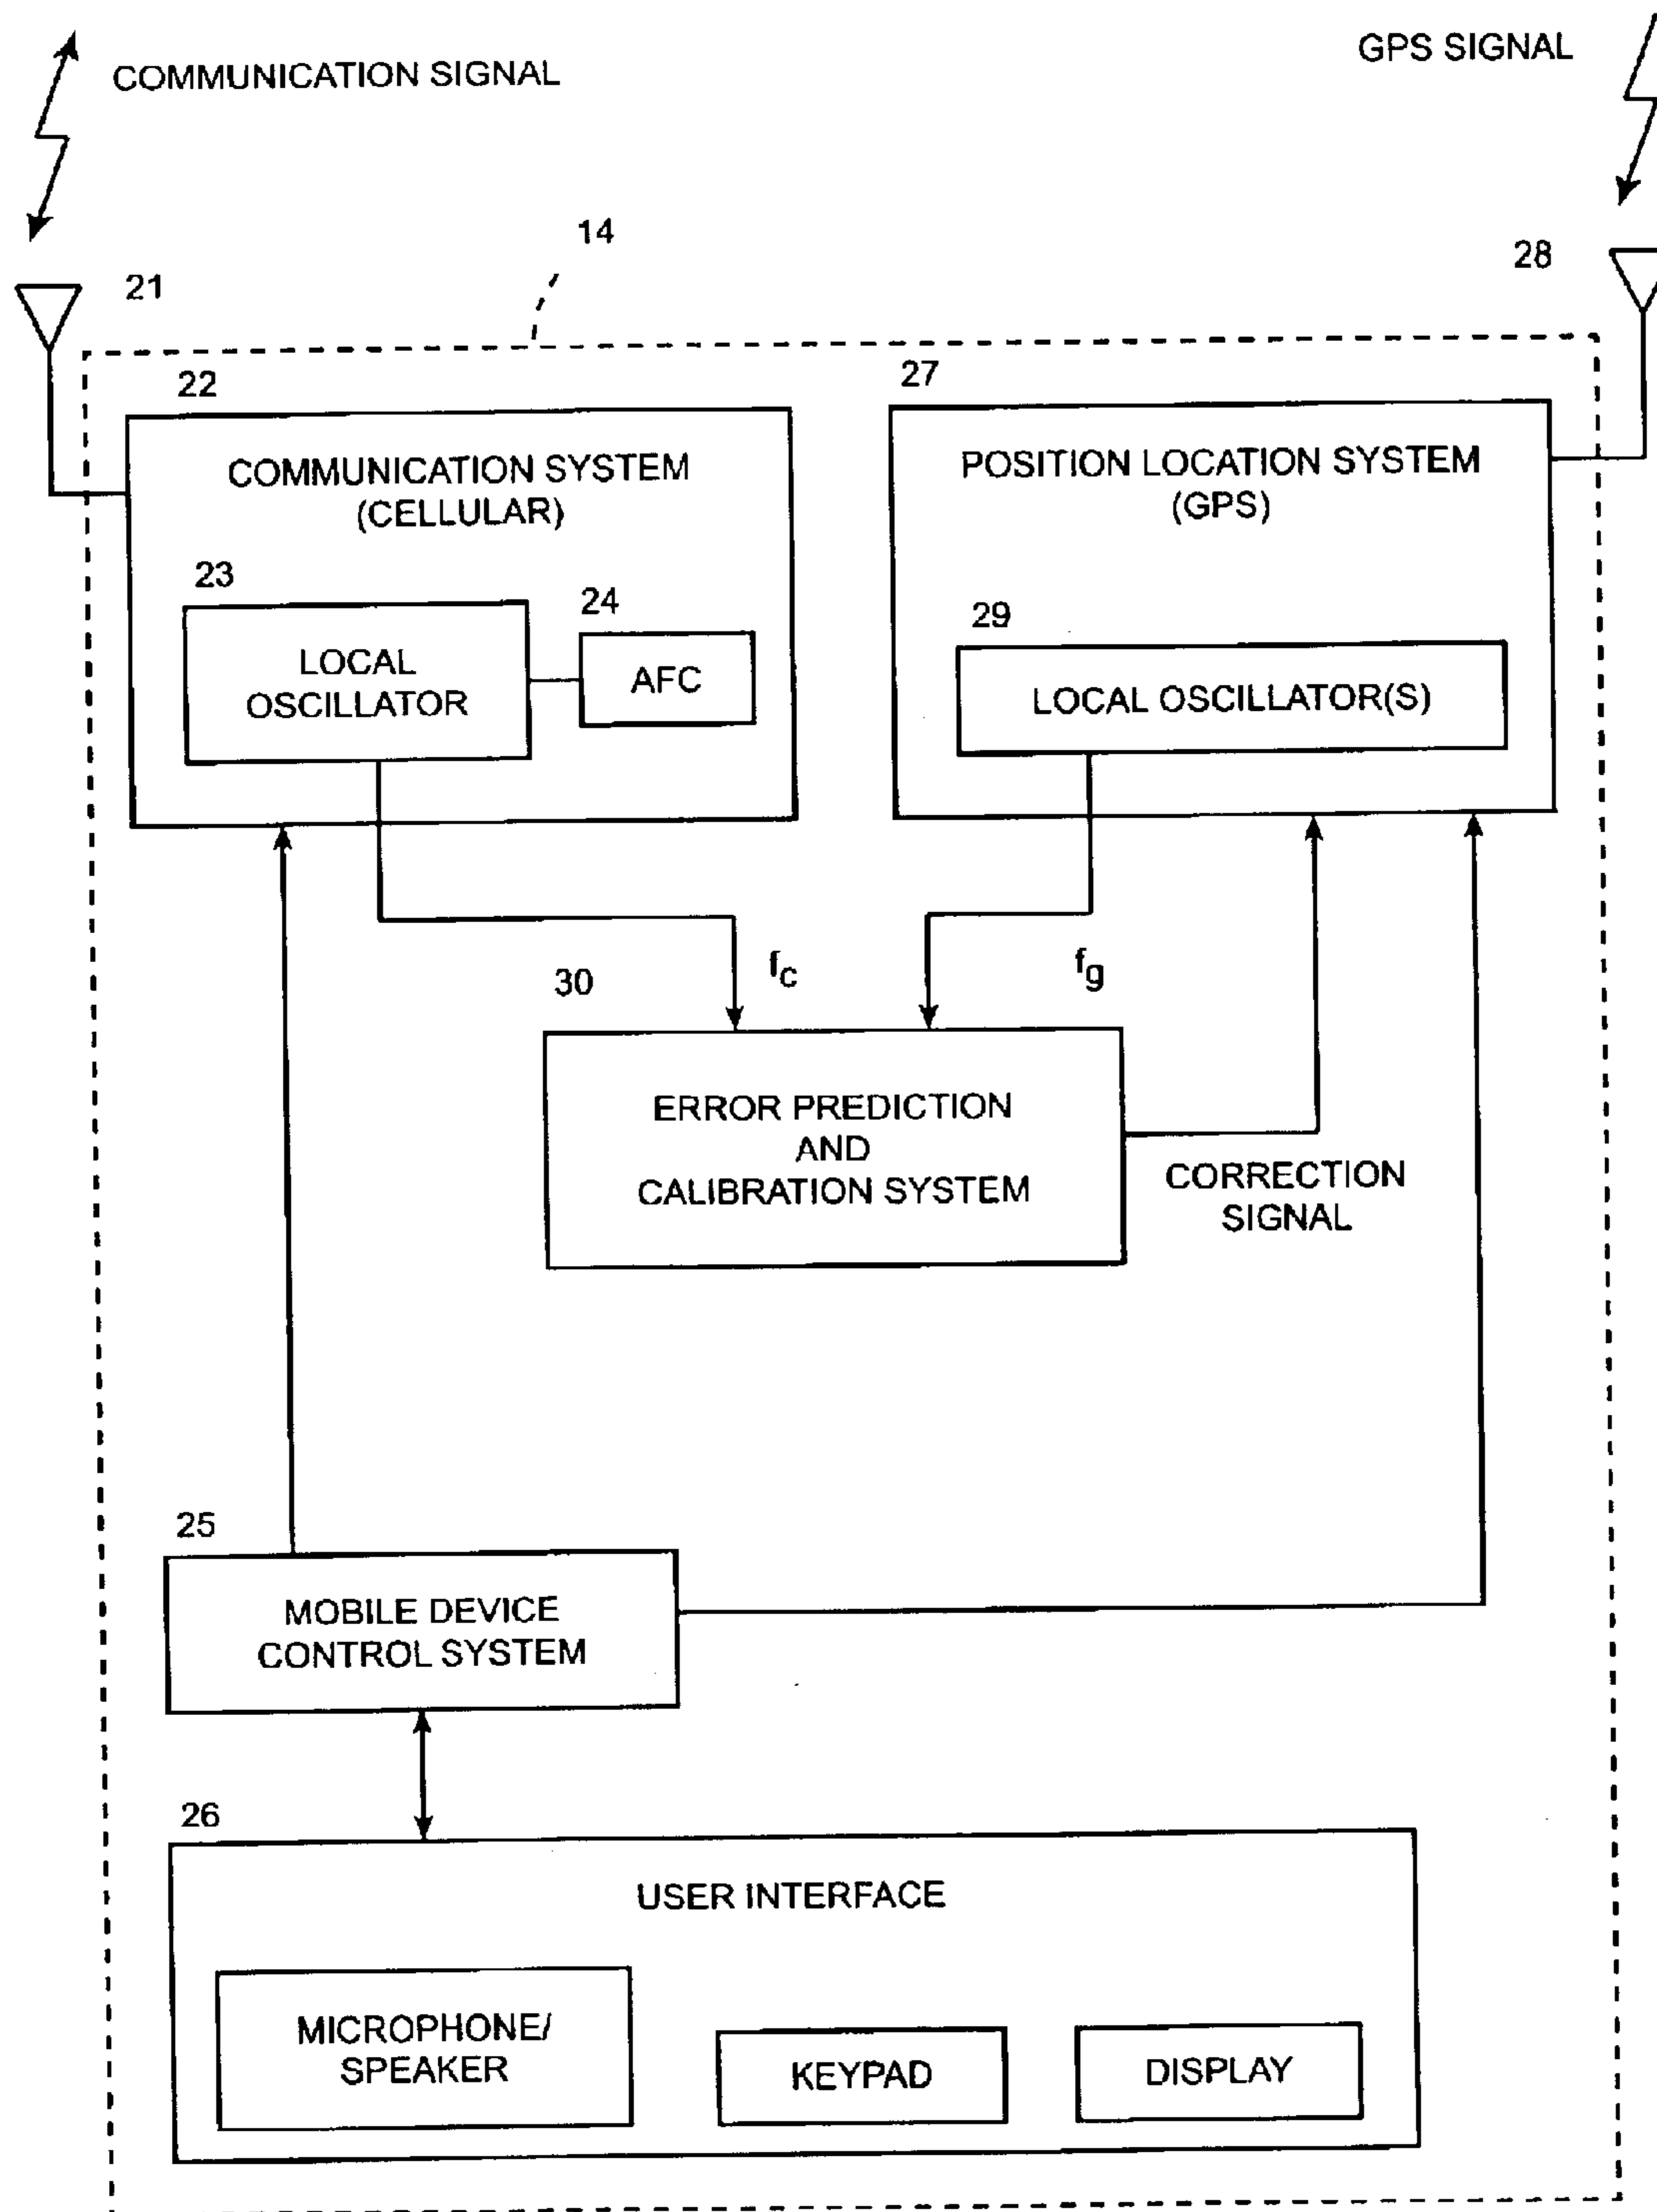 COMMUNICATION SIGNAL
GPS SIGNAL
14
21
28
22
27
COMMUNICATION SYSTEM
(CELLULAR)
POSITION LOCATION SYSTEM
(GPS)
23
24
29
LOCAL
OSCILLATOR
AFC
LOCAL OSCILLATOR(S)
fc
fg
30
ERROR PREDICTION
AND
CALIBRATION SYSTEM
CORRECTION
SIGNAL
25
MOBILE DEVICE
CONTROL SYSTEM
26
USER INTERFACE
MICROPHONE/
SPEAKER
KEYPAD
DISPLAY